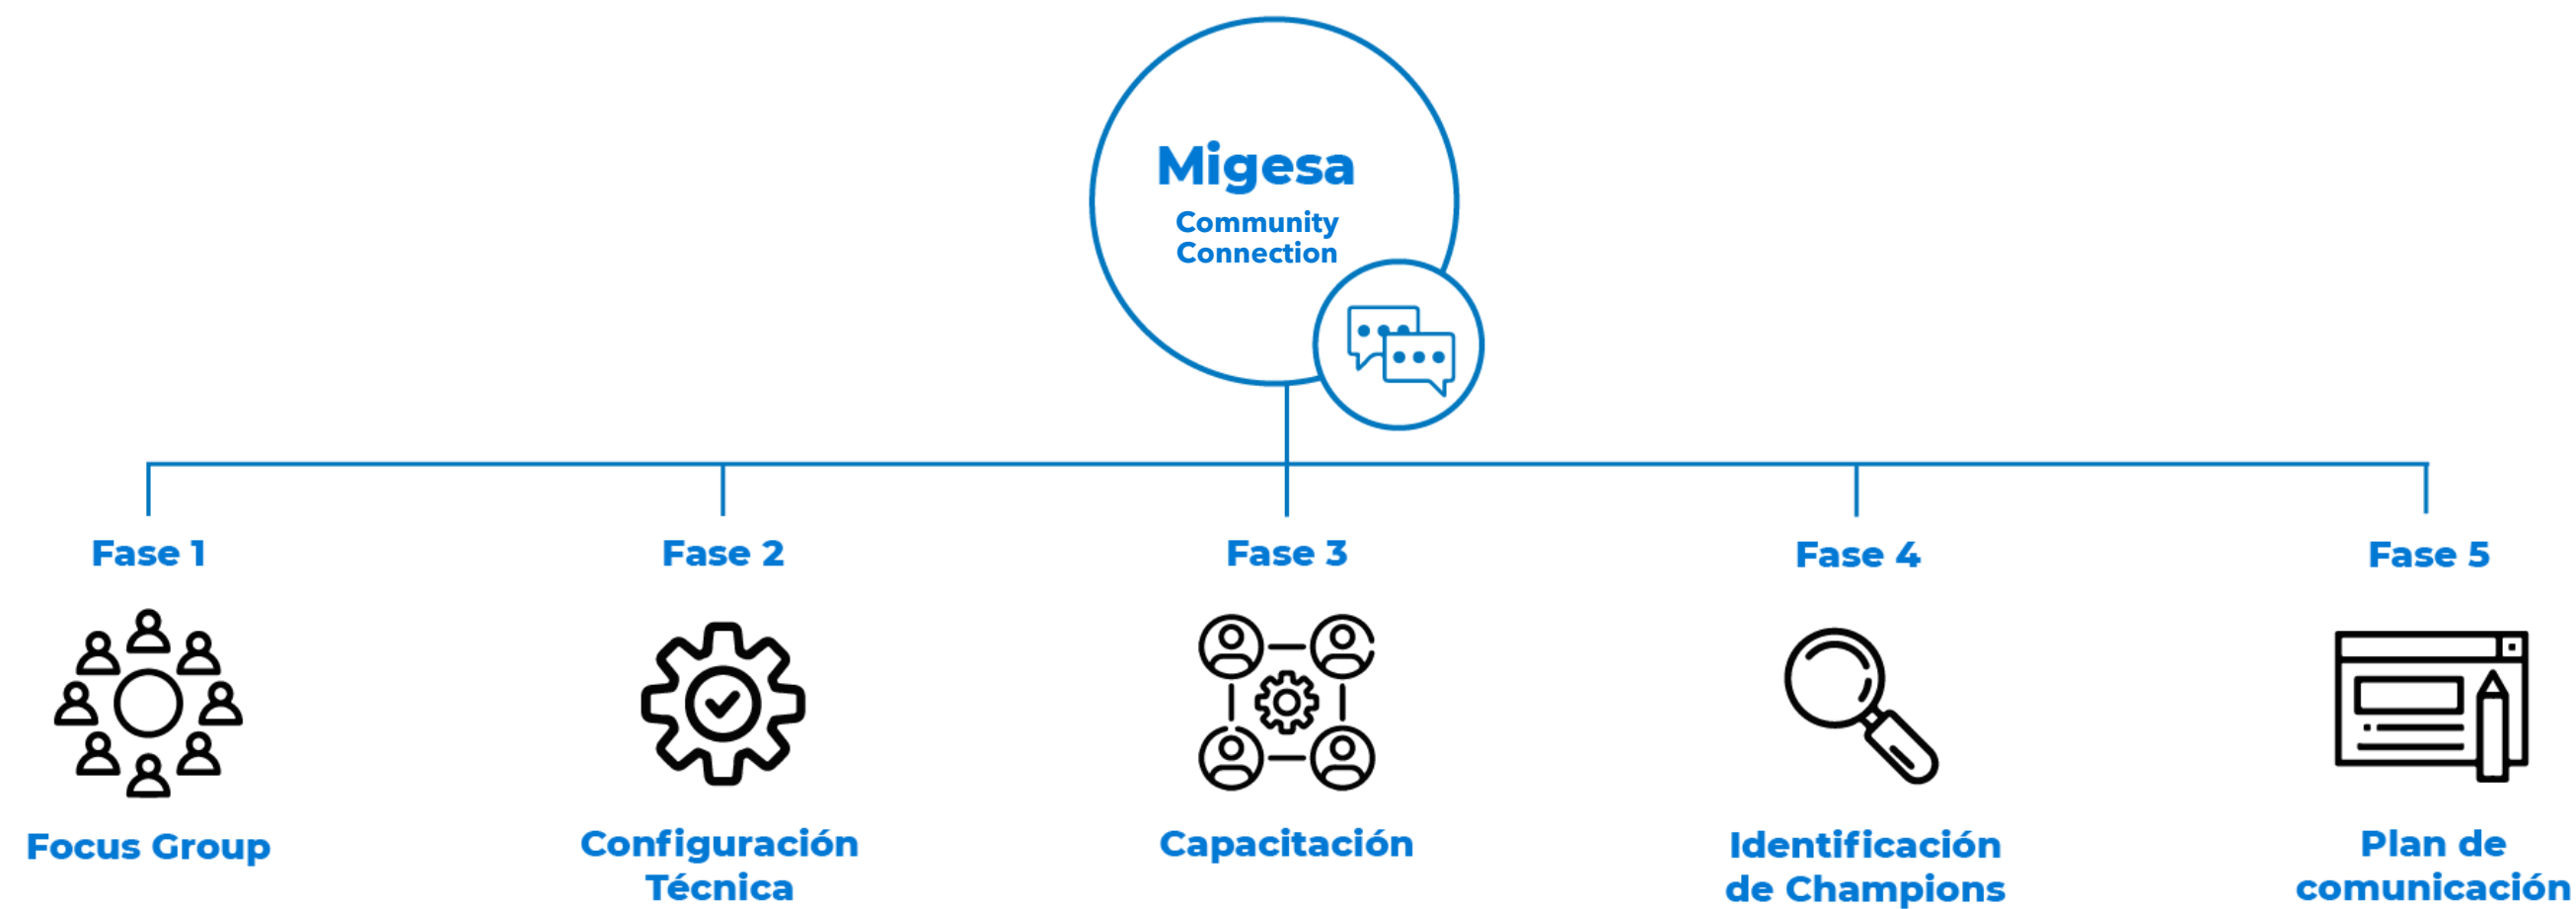 Migesa
Community
Connection
Fase 1
Fase 2
Fase 3
Fase 4
Fase 5
Focus Group
Configuración
Técnica
Capacitación
Identificación
de Champions
Plan de
comunicación